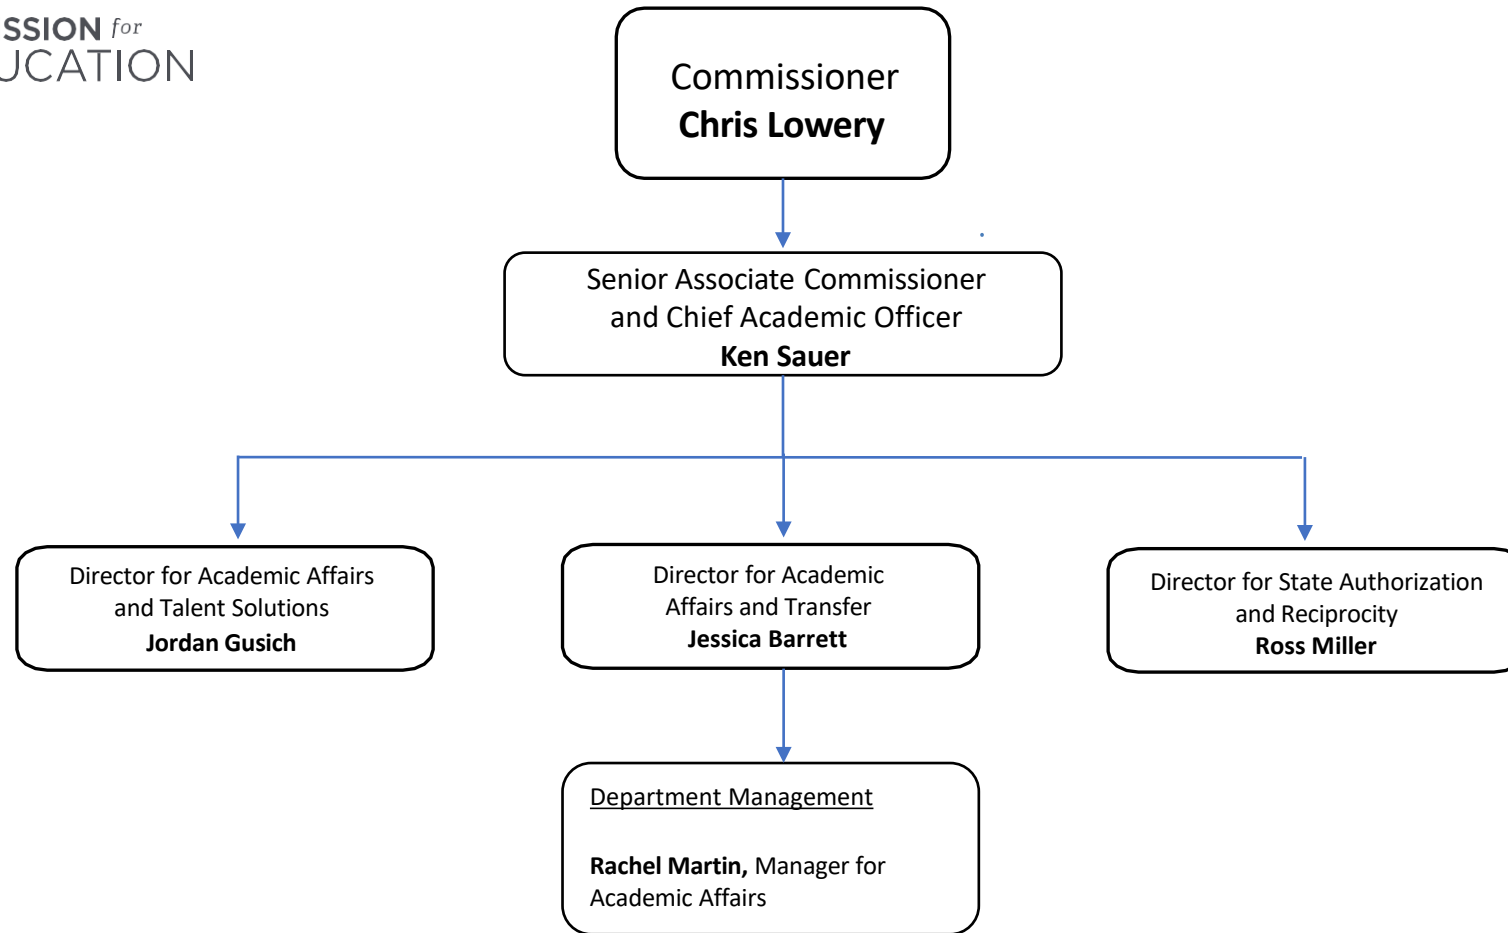 SSION for
UCATION
Commissioner
Chris Lowery
Senior Associate Commissioner
and Chief Academic Officer
Ken Sauer
Director for Academic Affairs
and Talent Solutions
Jordan Gusich
Director for Academic
Affairs and Transfer
Jessica Barrett
Director for State Authorization
and Reciprocity
Ross Miller
Department Management
Rachel Martin, Manager for
Academic Affairs